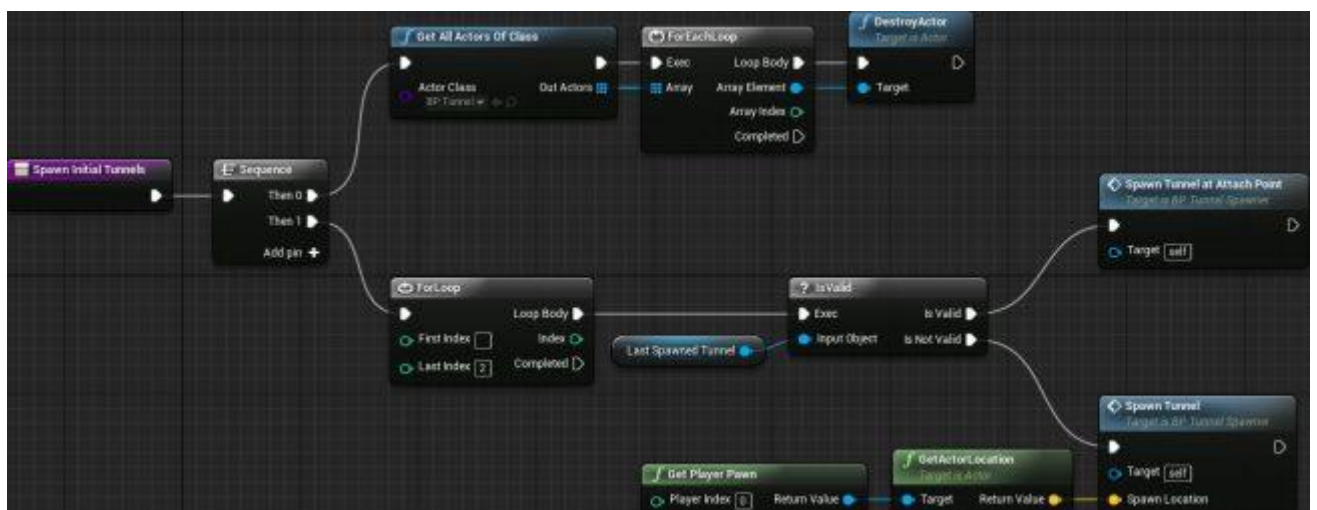 Spawn Initial Tunnels
Sequence
Then 0
Then 1
Add pin
Get All Actors Of Class
Actor Class
BP Tunnel
Out Actors
ForEachLoop
Exec
Loop Body
Array
Array Element
Array Index
Completed
DestroyActor
Target is Actor
Target
ForLoop
Loop Body
First Index
Index
Last Index 2
Completed
Last Spawned Tunnel
IsValid
Exec
Is Valid
Input Object
Is Not Valid
Spawn Tunnel at Attach Point
Target is BP Tunnel Spawner
Target self
Spawn Tunnel
Target is BP Tunnel Spawner
Target self
Spawn Location
Get Player Pawn
Player Index 0
Return Value
GetActorLocation
Target is Actor
Target
Return Value